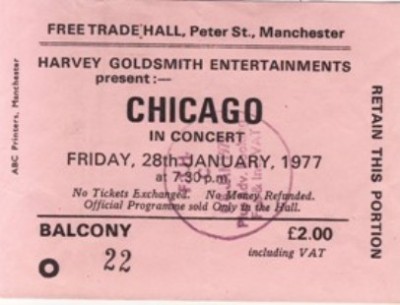 FREE TRADE HALL, Peter St., Manchester
HARVEY GOLDSMITH ENTERTAINMENTS
present :—
CHICAGO
IN CONCERT
FRIDAY, 28th JANUARY, 1977
at 7.30 p.m.
No Tickets Exchanged. No Money Refunded.
Official Programme sold Only in the Hall.
BALCONY £2.00
O 22 including VAT
ABC Printers, Manchester
RETAIN THIS PORTION